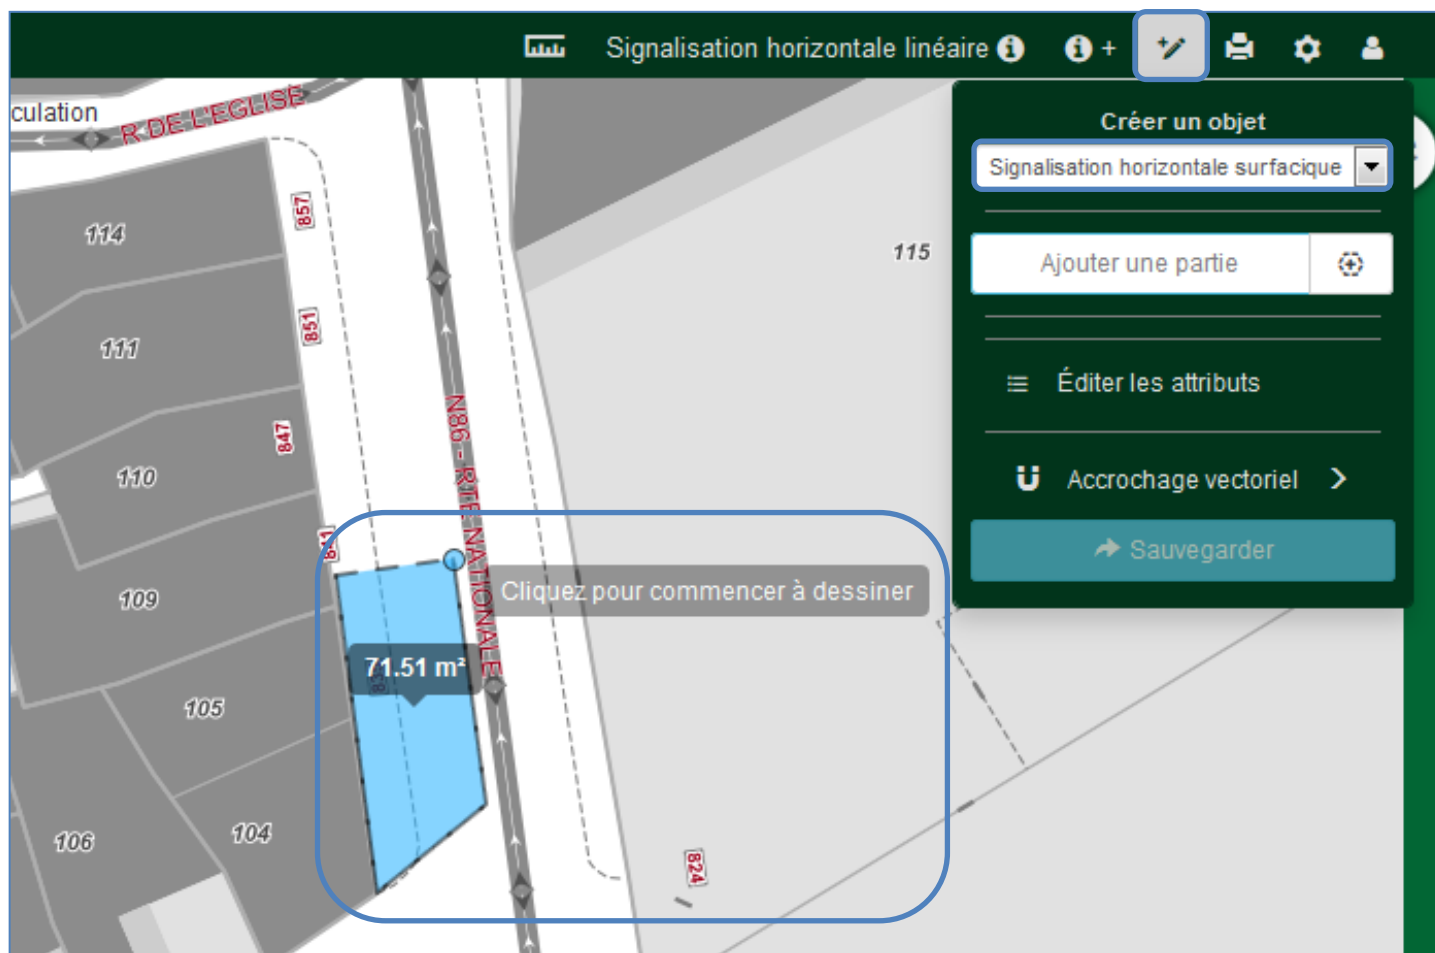 Signalisation horizontale linéaire
+
Créer un objet
Signalisation horizontale surfacique
Ajouter une partie
Éditer les attributs
Accrochage vectoriel
Sauvegarder
culation
R DE L'EGLISE
857
114
115
851
111
847
N86 - RTE NATIONALE
110
841
Cliquez pour commencer à dessiner
109
71.51 m²
105
104
106
824